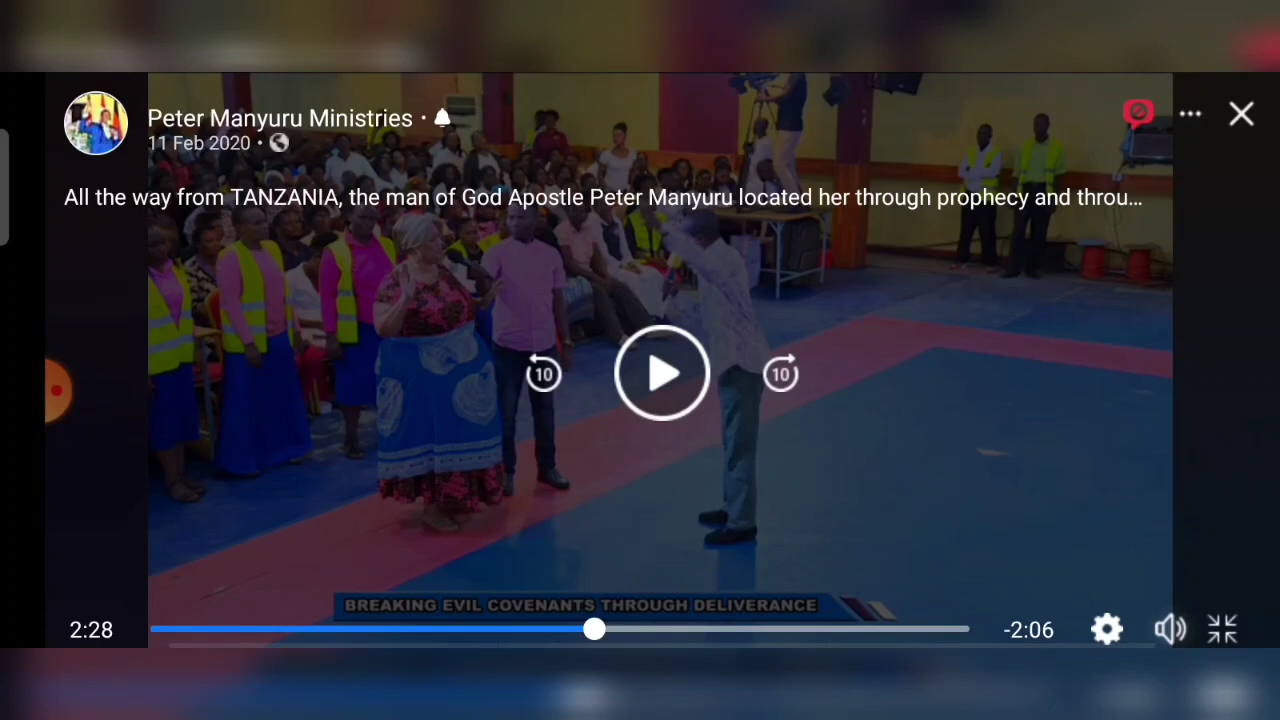 Peter Manyuru Ministries ·
11 Feb 2020 •
All the way from TANZANIA, the man of God Apostle Peter Manyuru located her through prophecy and throu...
10
10
BREAKING EVIL COVENANTS THROUGH DELIVERANCE
2:28
-2:06